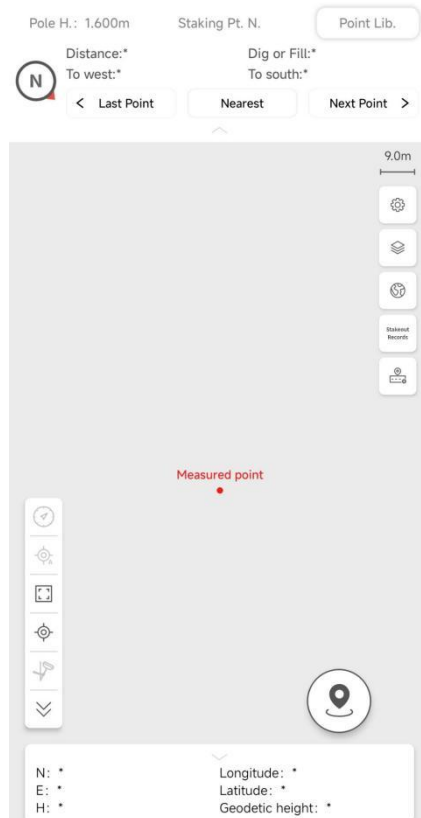 Pole H.: 1.600m Staking Pt. N. Point Lib.
Distance:* Dig or Fill:*
N To west:* To south:*
< Last Point Nearest Next Point >
9.0m
Stakeout
Records
Measured point
N: * Longitude: *
E: * Latitude: *
H: * Geodetic height: *